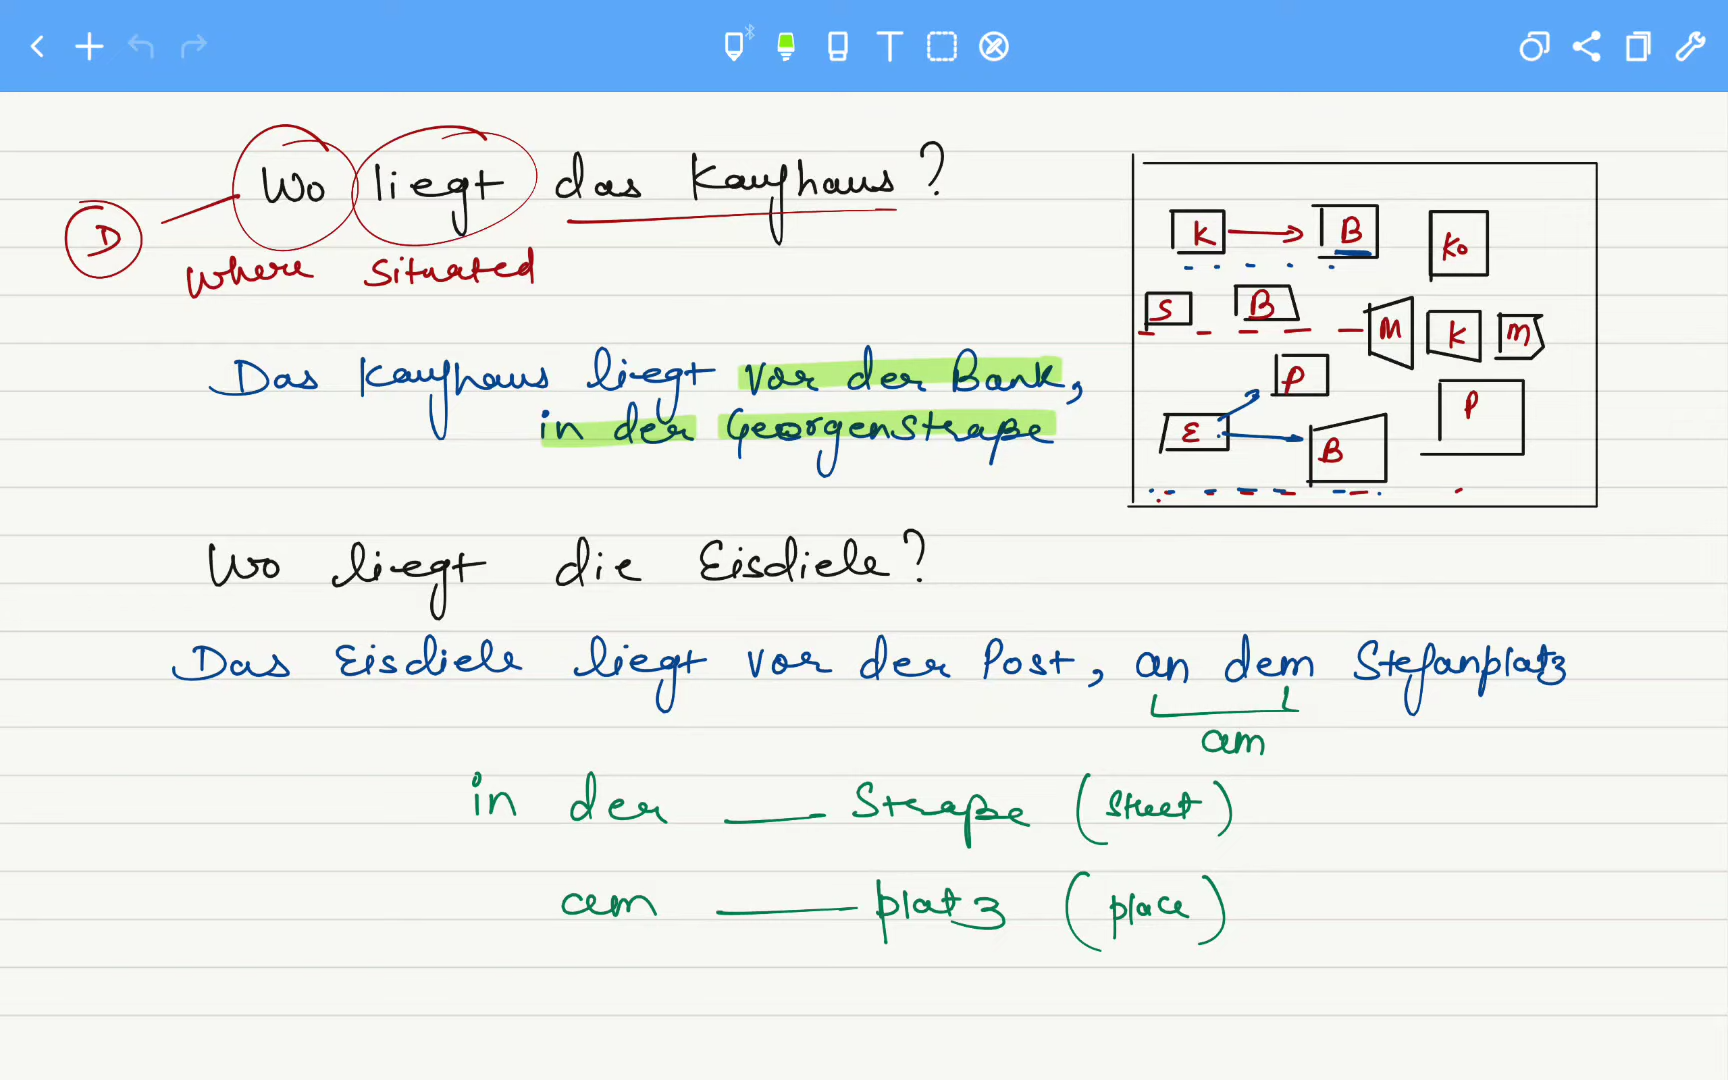 Wo liegt das Kaufhaus?
D
Where Situated
Das Kaufhaus liegt vor der Bank,
in der Georgenstraße
K B Ko
S B M K M
P
E B P
Wo liegt die Eisdiele?
Das Eisdiele liegt vor der Post, an dem Stefanplatz
am
in der ___ Straße (Street)
am ___ platz (place)